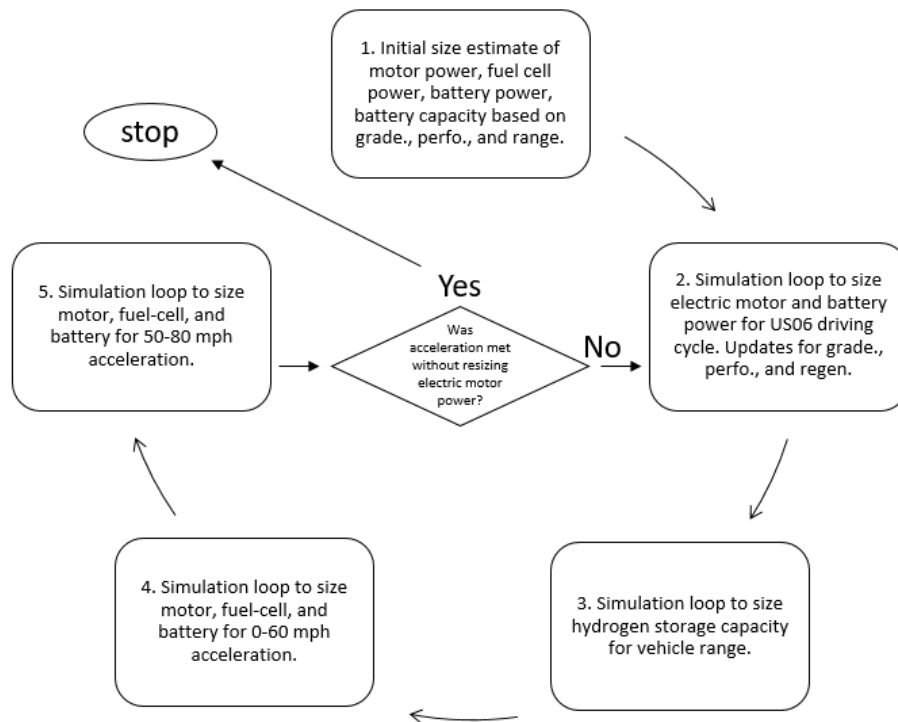 1. Initial size estimate of
motor power, fuel cell
power, battery power,
battery capacity based on
grade., perfo., and range.
stop
5. Simulation loop to size
motor, fuel-cell, and
battery for 50-80 mph
acceleration.
Yes
Was
acceleration met
without resizing
electric motor
power?
No
2. Simulation loop to size
electric motor and battery
power for US06 driving
cycle. Updates for grade.,
perfo., and regen.
4. Simulation loop to size
motor, fuel-cell, and
battery for 0-60 mph
acceleration.
3. Simulation loop to size
hydrogen storage capacity
for vehicle range.